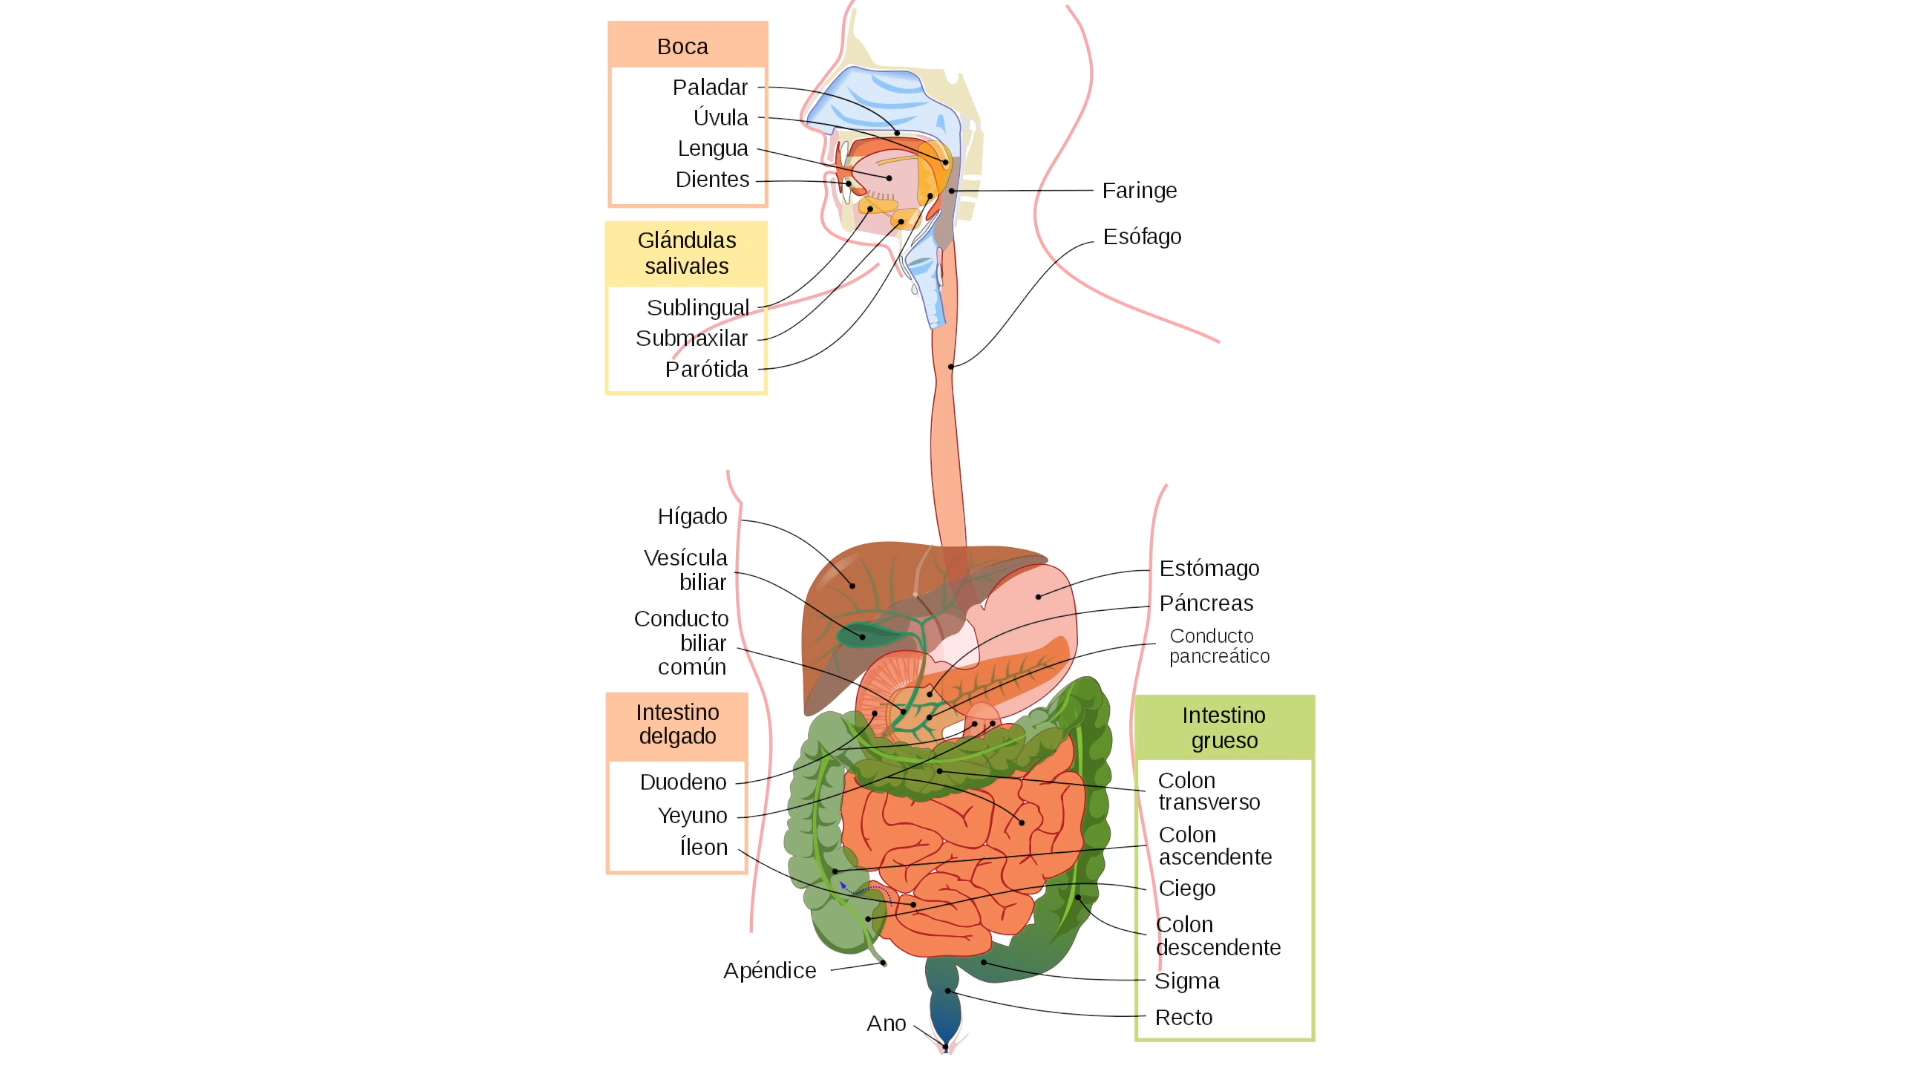 Boca
Paladar
Úvula
Lengua
Dientes
Glándulas
salivales
Sublingual
Submaxilar
Parótida
Faringe
Esófago
Hígado
Vesícula
biliar
Conducto
biliar
común
Estómago
Páncreas
Conducto
pancreático
Intestino
delgado
Duodeno
Yeyuno
Íleon
Intestino
grueso
Colon
transverso
Colon
ascendente
Ciego
Colon
descendente
Sigma
Recto
Apéndice
Ano